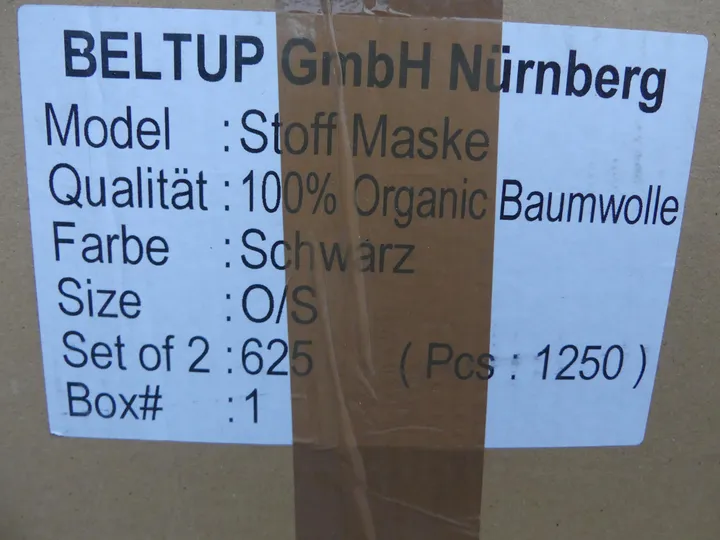 BELTUP GmbH Nürnberg
Model : Stoff Maske
Qualität : 100% Organic Baumwolle
Farbe : Schwarz
Size : O/S
Set of 2 : 625 ( Pcs : 1250 )
Box# : 1